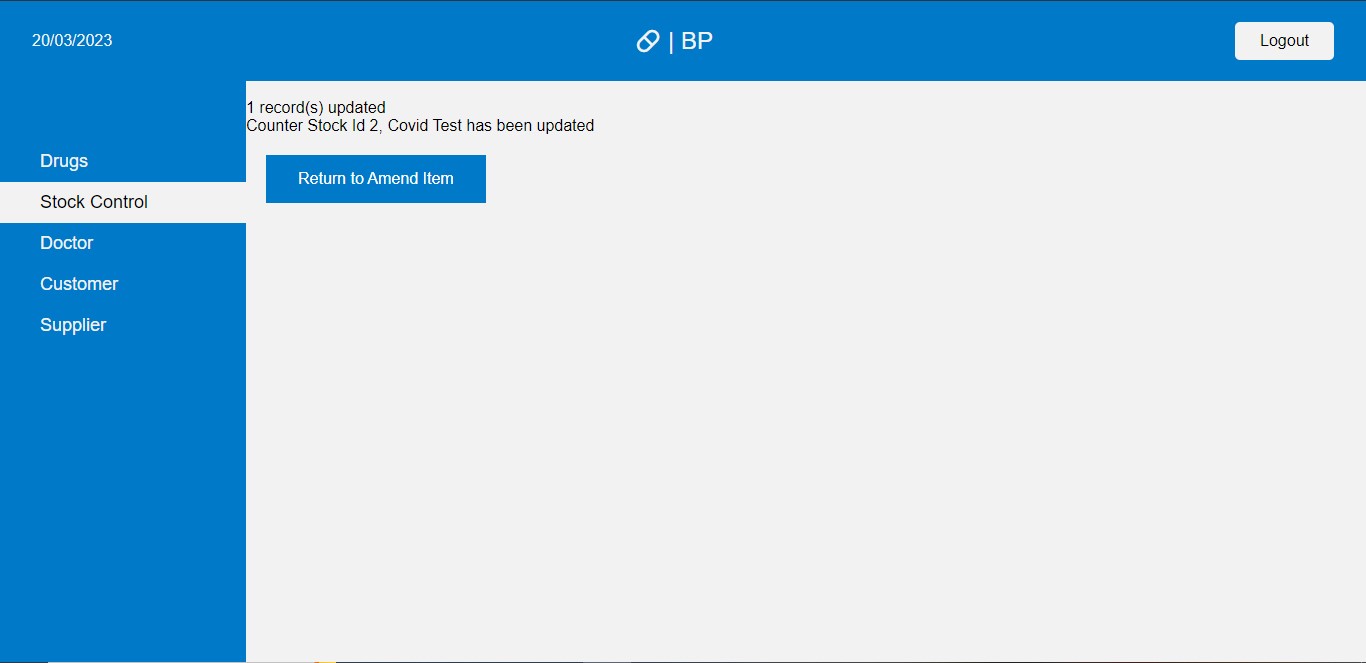 20/03/2023
| BP
Logout
Drugs
Stock Control
Doctor
Customer
Supplier
1 record(s) updated
Counter Stock Id 2, Covid Test has been updated
Return to Amend Item